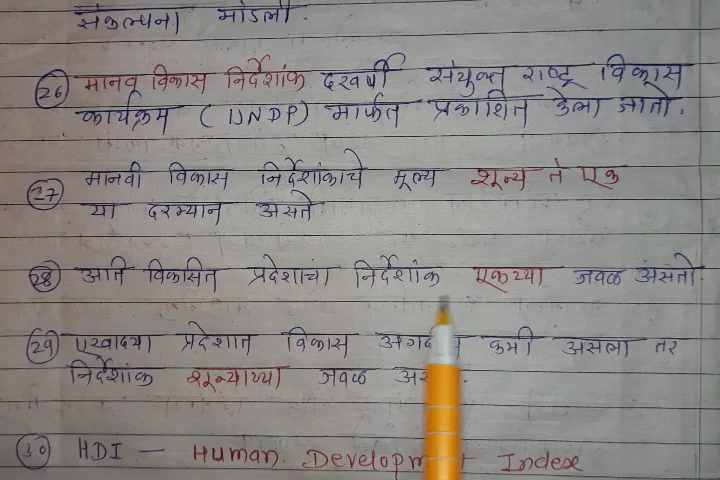 संकल्पना मांडली.
26 मानव विकास निर्देशांक दरवर्षी संयुक्त राष्ट्र विकास
कार्यक्रम (UNDP) मार्फत प्रकाशित केला जातो.
27 मानवी विकास निर्देशांकाचे मूल्य शून्य ते एक
या दरम्यान असते
28 अति विकसित प्रदेशाचा निर्देशांक एकच्या जवळ असतो.
29 एखादया प्रदेशात विकास कमी असला तर
निर्देशांक शून्याच्या जवळ
30 HDI — Human Development Index